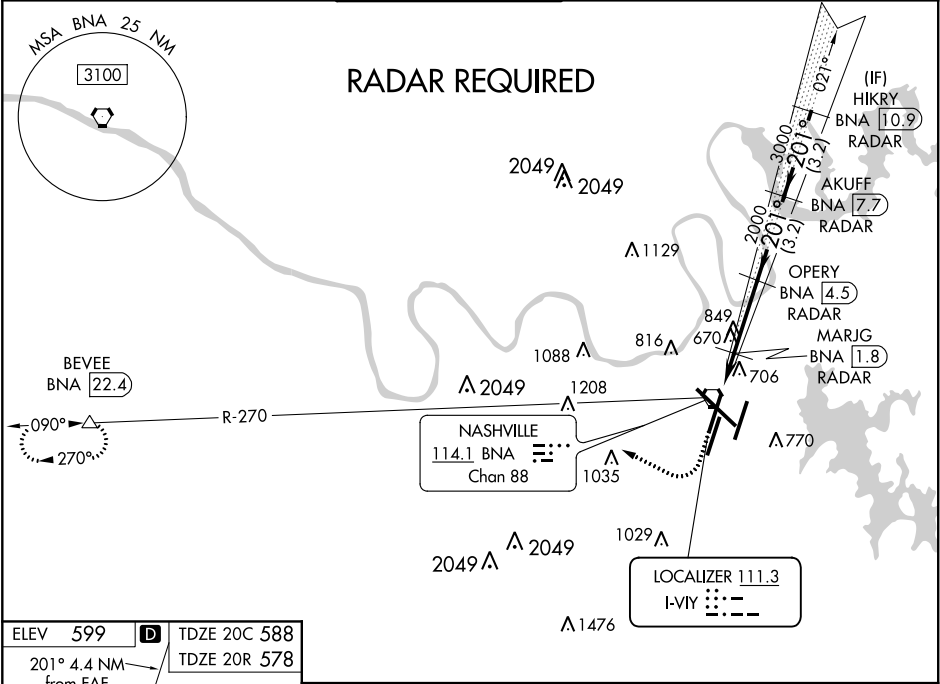 MSA BNA 25 NM
3100
RADAR REQUIRED
021°
(IF)
HIKRY
BNA 10.9
RADAR
3000
201°
(3.2)
AKUFF
BNA 7.7
RADAR
2000
201°
(3.2)
OPERY
BNA 4.5
RADAR
MARJG
BNA 1.8
RADAR
2049
2049
1129
849
670
816
1088
706
2049
1208
BEVEE
BNA 22.4
090°
270°
R-270
NASHVILLE
114.1 BNA
Chan 88
1035
770
1029
2049
2049
LOCALIZER 111.3
I-VIY
1476
ELEV 599
D
TDZE 20C 588
TDZE 20R 578
201° 4.4 NM
from FAF